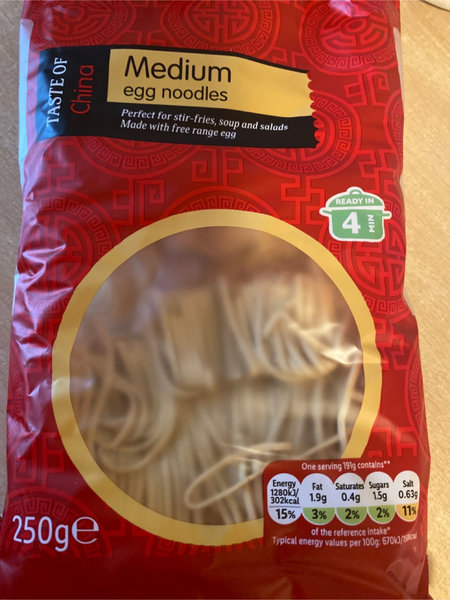 TASTE OF
China
Medium
egg noodles
Perfect for stir-fries, soup and salads
Made with free range egg
READY IN
4 MIN
One serving 191g contains**
Energy
1280kJ/
302kcal
15%
Fat
1.9g
3%
Saturates
0.4g
2%
Sugars
1.5g
2%
Salt
0.63g
11%
of the reference intake*
Typical energy values per 100g: 670kJ/158kcal
250g℮